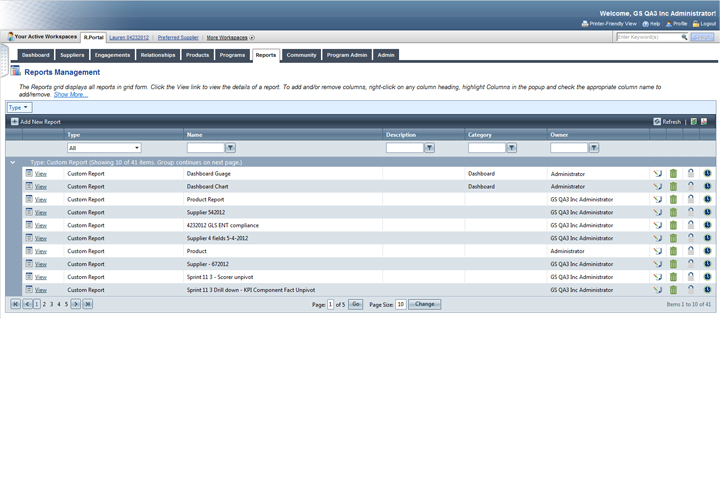 Welcome, GS QA3 Inc Administrator!
Printer-Friendly View Help Profile Logout
Your Active Workspaces R.Portal Lauren 04232012 Preferred Supplier More Workspaces Enter Keyword(s)
Dashboard Suppliers Engagements Relationships Products Programs Reports Community Program Admin Admin
Reports Management
The Reports grid displays all reports in grid form. Click the View link to view the details of a report. To add and/or remove columns, right-click on any column heading, highlight Columns in the popup and check the appropriate column name to
add/remove. Show More...
Type
Add New Report Refresh
Type Name Description Category Owner
All
Type: Custom Report (Showing 10 of 41 items. Group continues on next page.)
View Custom Report Dashboard Guage Dashboard Administrator
View Custom Report Dashboard Chart Dashboard Administrator
View Custom Report Product Report GS QA3 Inc Administrator
View Custom Report Supplier 542012 GS QA3 Inc Administrator
View Custom Report 4232012 GLS ENT compliance GS QA3 Inc Administrator
View Custom Report Supplier 4 fields 5-4-2012 GS QA3 Inc Administrator
View Custom Report Product Administrator
View Custom Report Supplier - 672012 GS QA3 Inc Administrator
View Custom Report Sprint 11 3 - Scorer unpivot GS QA3 Inc Administrator
View Custom Report Sprint 11 3 Drill down - KPI Component Fact Unpivot GS QA3 Inc Administrator
1 2 3 4 5 Page: 1 of 5 Go Page Size: 10 Change Items 1 to 10 of 41